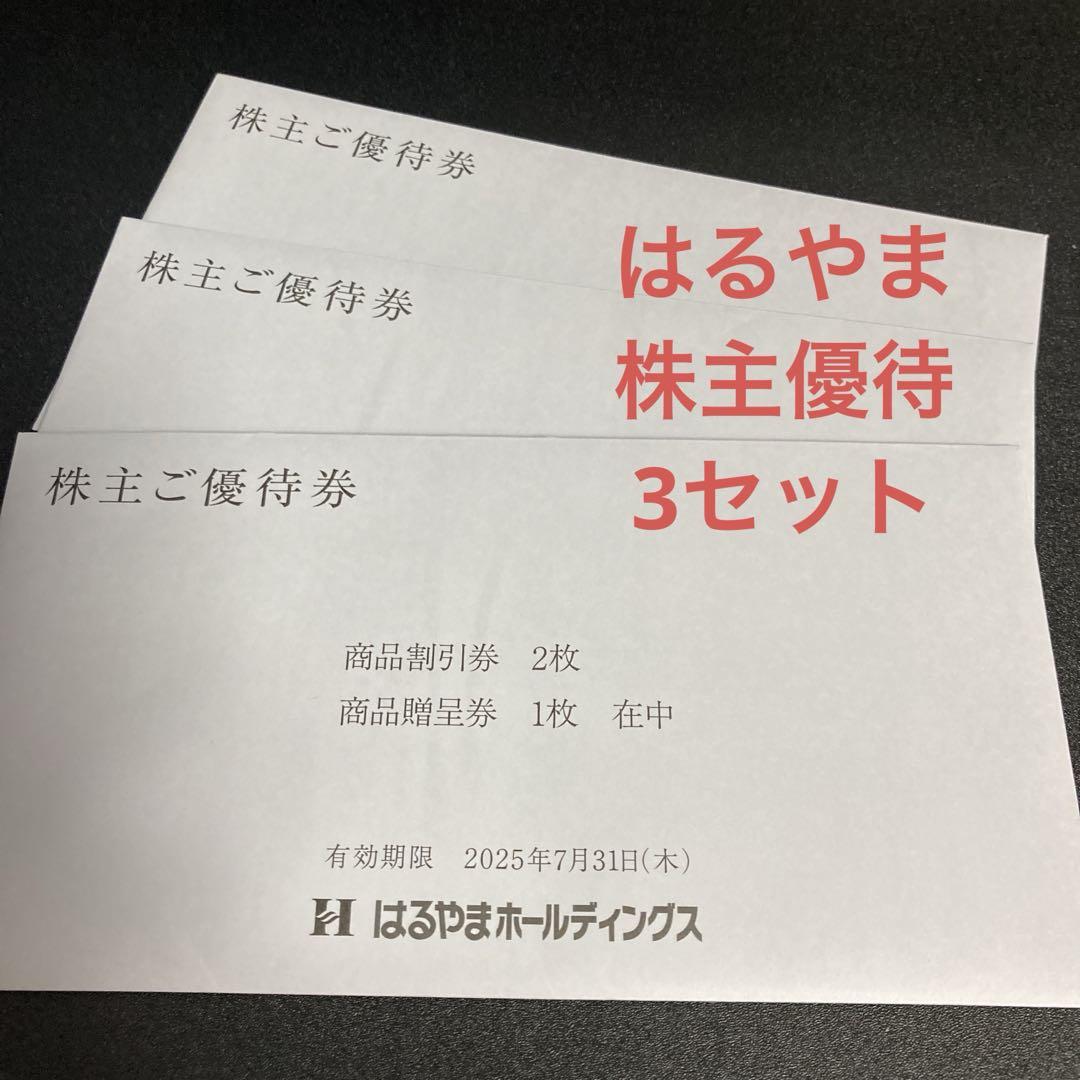 株主ご優待券
はるやま
株主ご優待券
株主優待
3セット
株主ご優待券
商品割引券 2枚
商品贈呈券 1枚 在中
有効期限 2025年7月31日(木)
H はるやまホールディングス